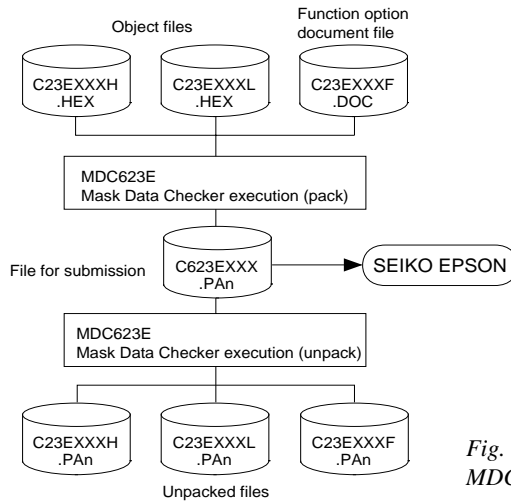 Object files
Function option
document file
C23EXXXH
.HEX
C23EXXXL
.HEX
C23EXXXF
.DOC
MDC623E
Mask Data Checker execution (pack)
File for submission
C623EXXX
.PAn
SEIKO EPSON
MDC623E
Mask Data Checker execution (unpack)
C23EXXXH
.PAn
C23EXXXL
.PAn
C23EXXXF
.PAn
Unpacked files
Fig.
MDC